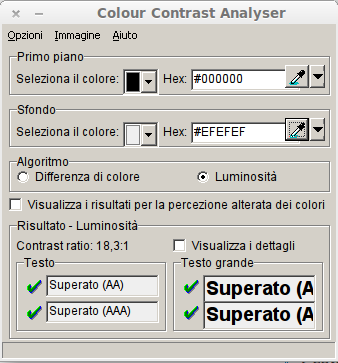 Colour Contrast Analyser
Opzioni Immagine Aiuto
Primo piano
Seleziona il colore: Hex: #000000
Sfondo
Seleziona il colore: Hex: #EFEFEF
Algoritmo
Differenza di colore Luminosità
Visualizza i risultati per la percezione alterata dei colori
Risultato - Luminosità
Contrast ratio: 18,3:1 Visualizza i dettagli
Testo Testo grande
Superato (AA) Superato (A
Superato (AAA) Superato (A